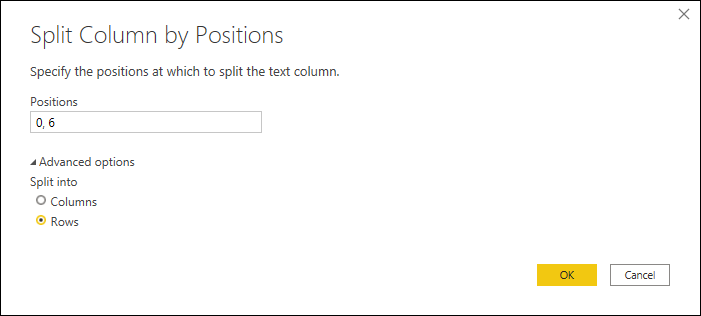 Split Column by Positions
Specify the positions at which to split the text column.
Positions
0, 6
Advanced options
Split into
Columns
Rows
OK
Cancel